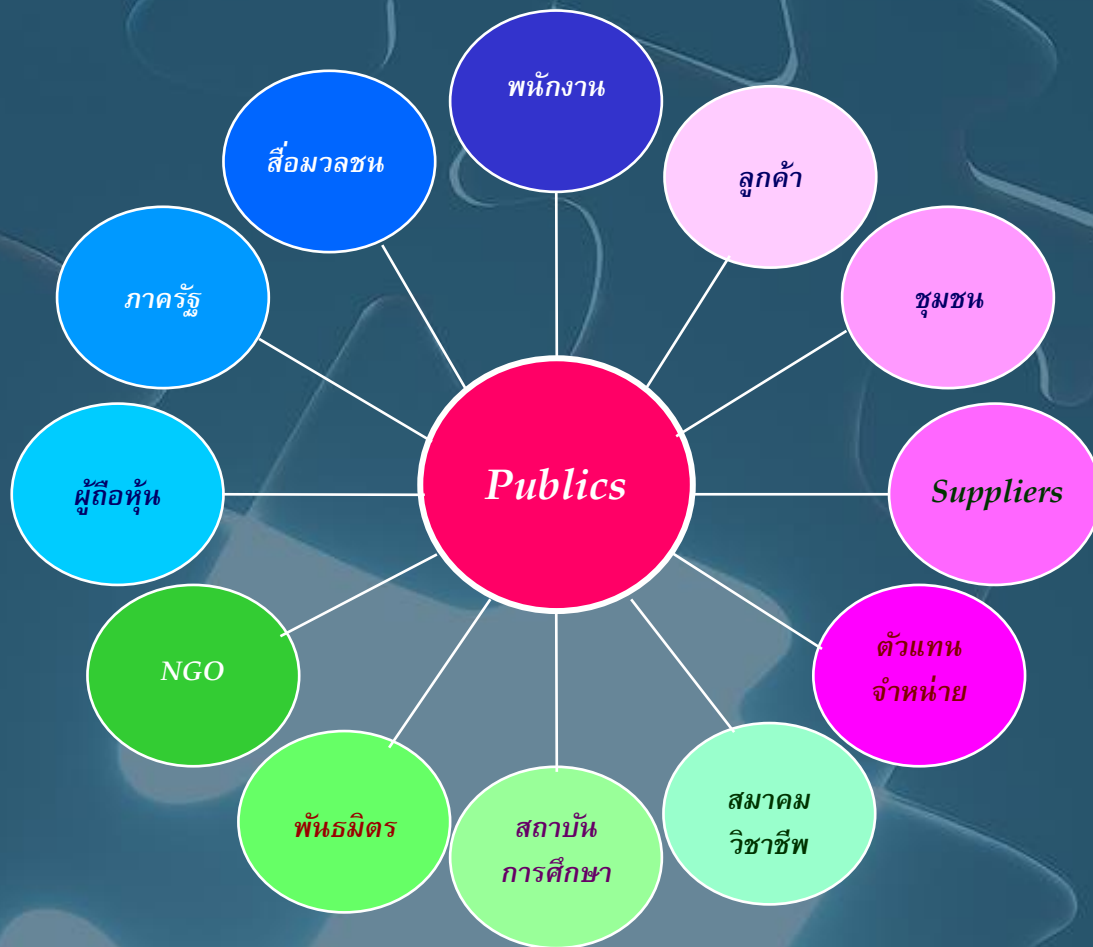 พนักงาน
สื่อมวลชน
ลูกค้า
ภาครัฐ
ชุมชน
Publics
ผู้ถือหุ้น
Suppliers
NGO
ตัวแทน
จำหน่าย
พันธมิตร
สถาบัน
การศึกษา
สมาคม
วิชาชีพ